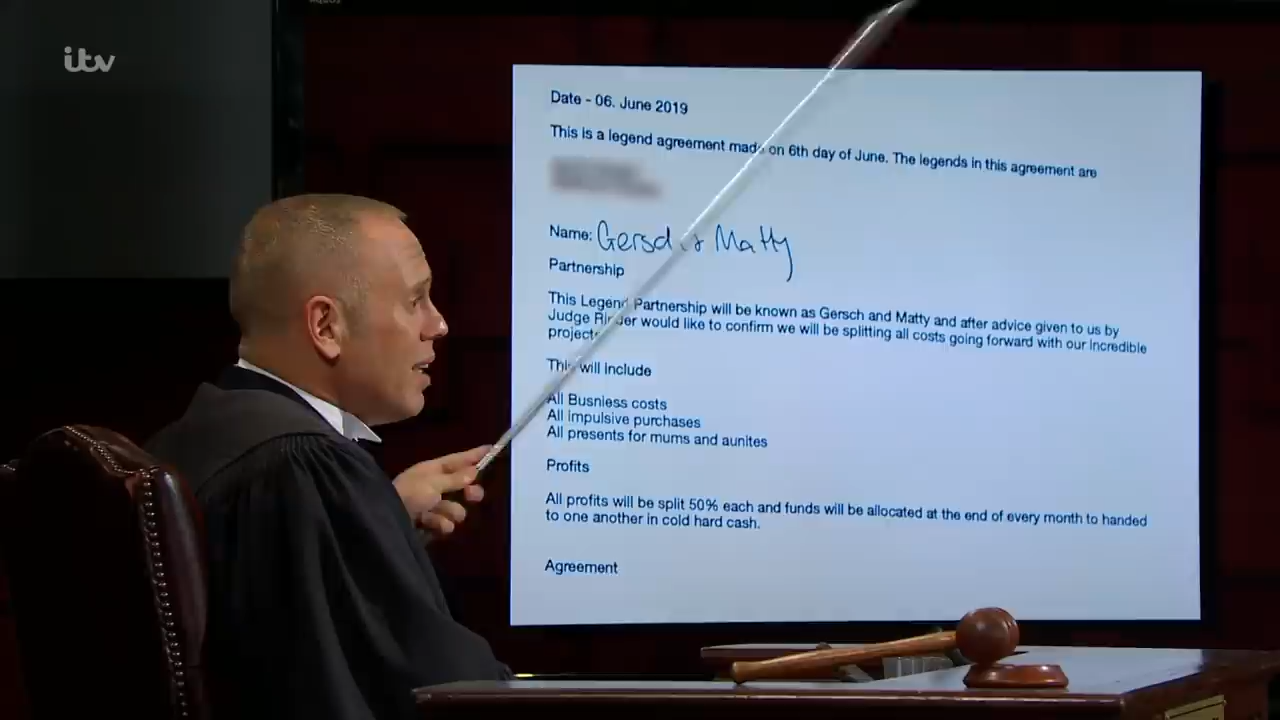 itv
Date - 06. June 2019
This is a legend agreement made on 6th day of June. The legends in this agreement are
Name: Gersch & Matty
Partnership
This Legend Partnership will be known as Gersch and Matty and after advice given to us by
Judge Rinder would like to confirm we will be splitting all costs going forward with our incredible
projects.
This will include
All Busniess costs
All impulsive purchases
All presents for mums and aunites
Profits
All profits will be split 50% each and funds will be allocated at the end of every month to handed
to one another in cold hard cash.
Agreement